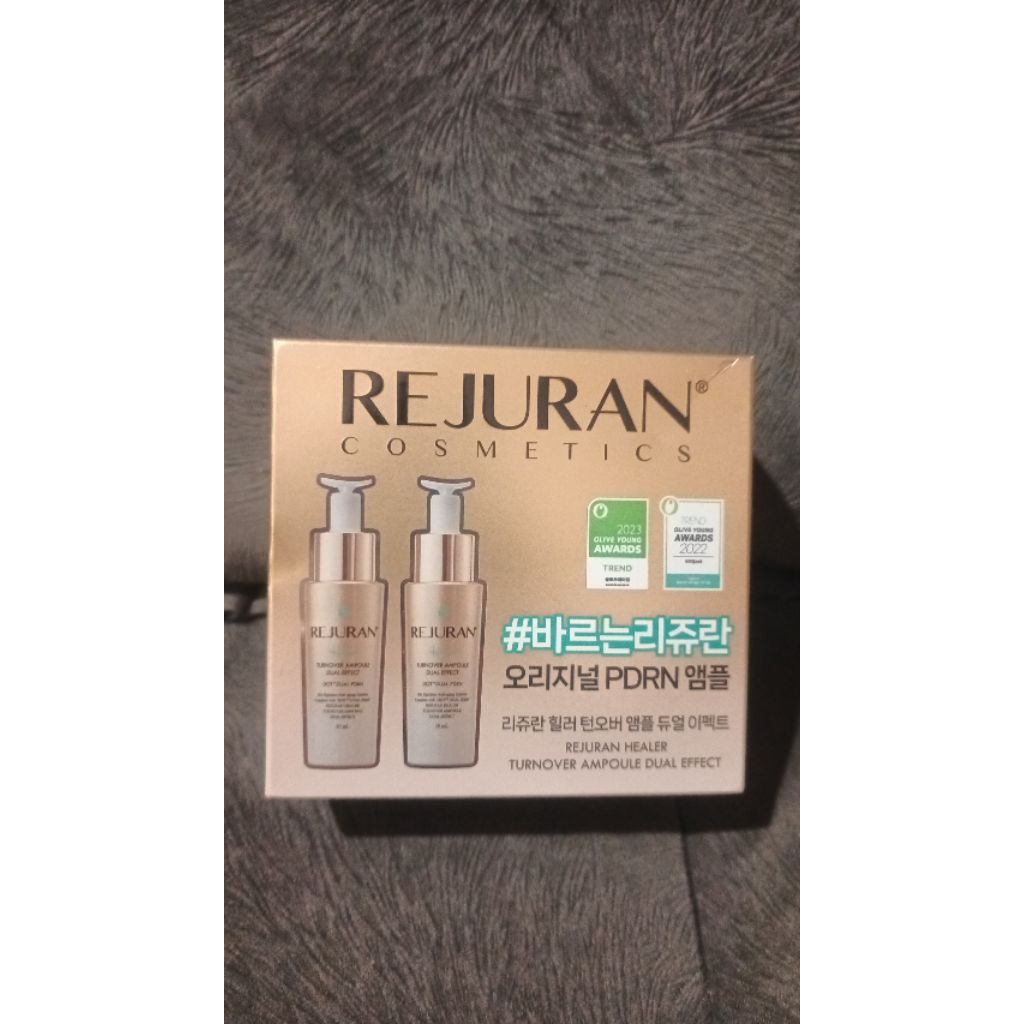 REJURAN®
COSMETICS
2023
OLIVE YOUNG
AWARDS
TREND
TREND
OLIVE YOUNG
AWARDS
2022
#바르는리쥬란
오리지널 PDRN 앰플
리쥬란 힐러 턴오버 앰플 듀얼 이펙트
REJURAN HEALER
TURNOVER AMPOULE DUAL EFFECT
REJURAN®
TURNOVER AMPOULE
DUAL EFFECT
REJURAN®
TURNOVER AMPOULE
DUAL EFFECT